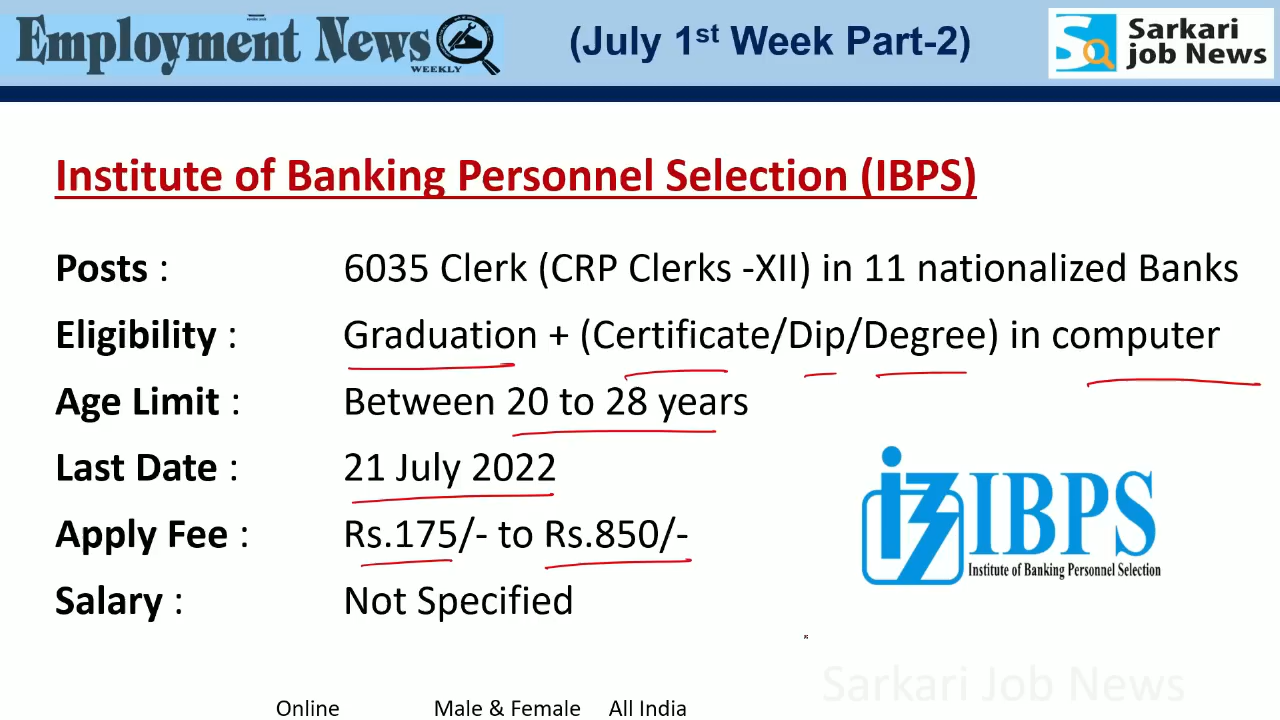 Employment News
WEEKLY
(July 1st Week Part-2)
Sarkari
job News
Institute of Banking Personnel Selection (IBPS)
Posts : 6035 Clerk (CRP Clerks -XII) in 11 nationalized Banks
Eligibility : Graduation + (Certificate/Dip/Degree) in computer
Age Limit : Between 20 to 28 years
Last Date : 21 July 2022
Apply Fee : Rs.175/- to Rs.850/-
Salary : Not Specified
IBPS
Institute of Banking Personnel Selection
Sarkari Job News
Online Male & Female All India